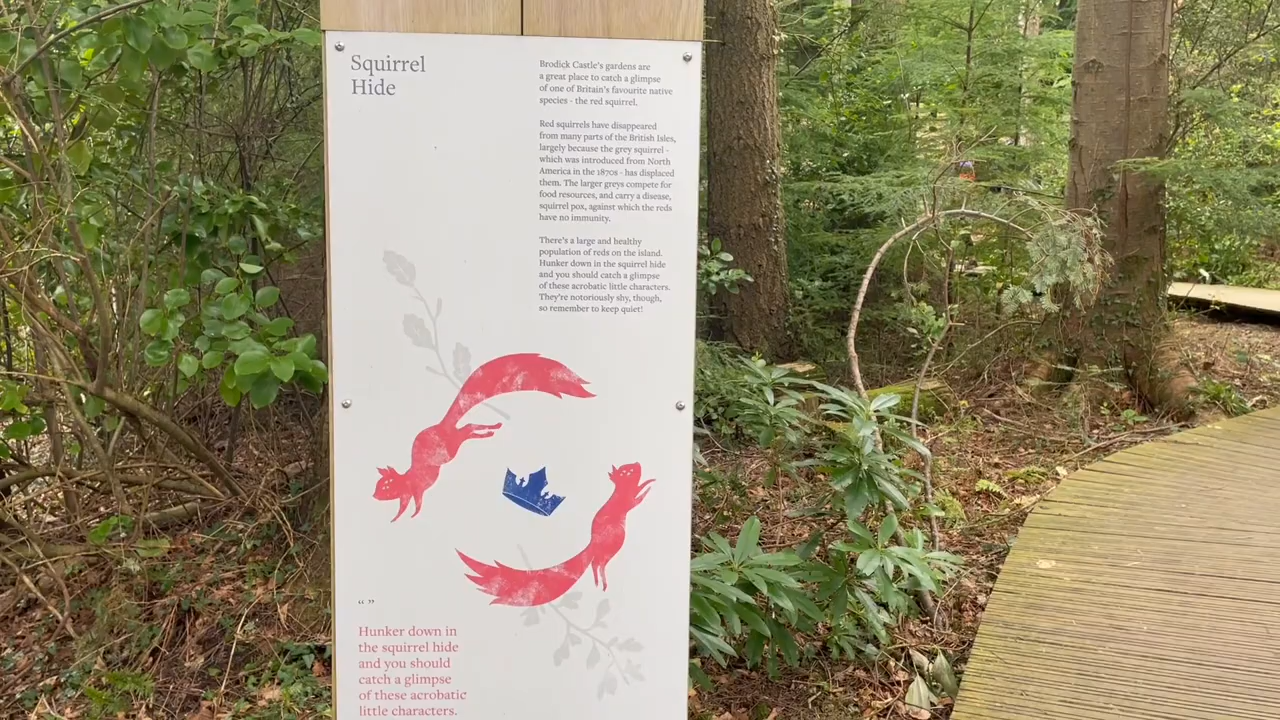 Squirrel
Hide
Brodick Castle's gardens are
a great place to catch a glimpse
of one of Britain's favourite native
species - the red squirrel.
Red squirrels have disappeared
from many parts of the British Isles,
largely because the grey squirrel -
which was introduced from North
America in the 1870s - has displaced
them. The larger greys compete for
food resources, and carry a disease,
squirrel pox, against which the reds
have no immunity.
There's a large and healthy
population of reds on the island.
Hunker down in the squirrel hide
and you should catch a glimpse
of these acrobatic little characters.
They're notoriously shy, though,
so remember to keep quiet!
“ ”
Hunker down in
the squirrel hide
and you should
catch a glimpse
of these acrobatic
little characters.